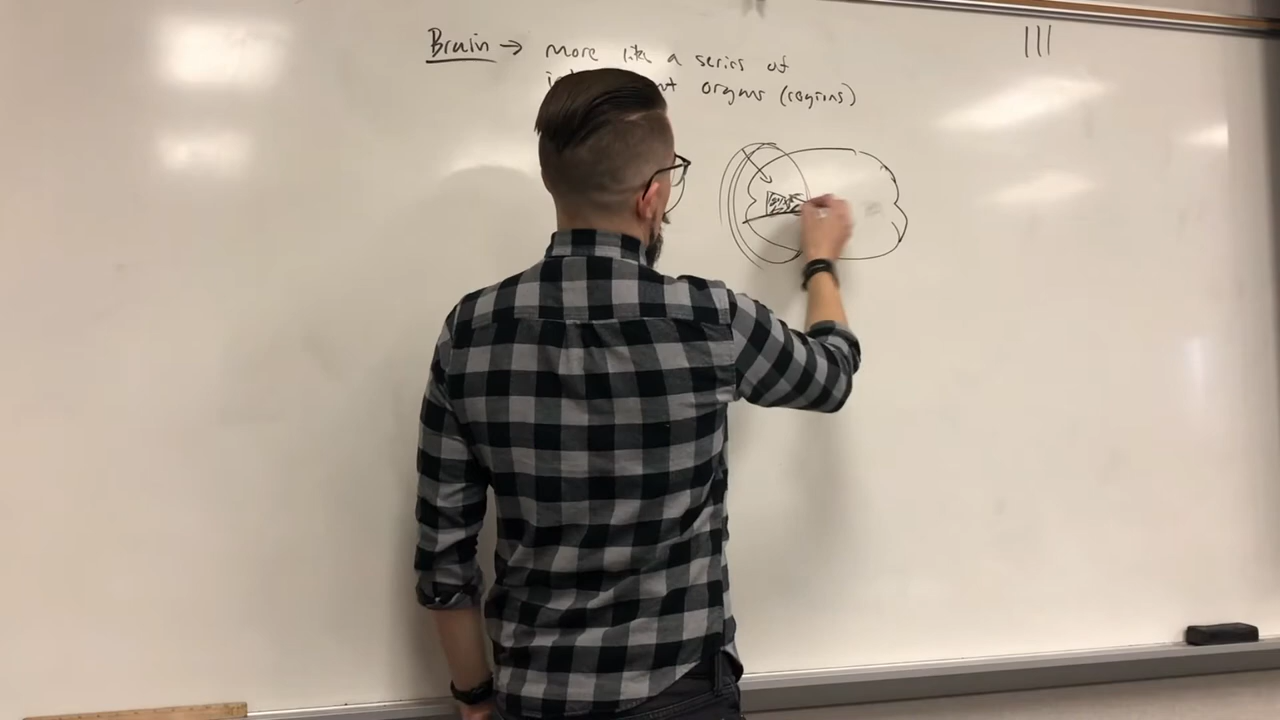 Brain → more like a series of
organs (regions)
|||